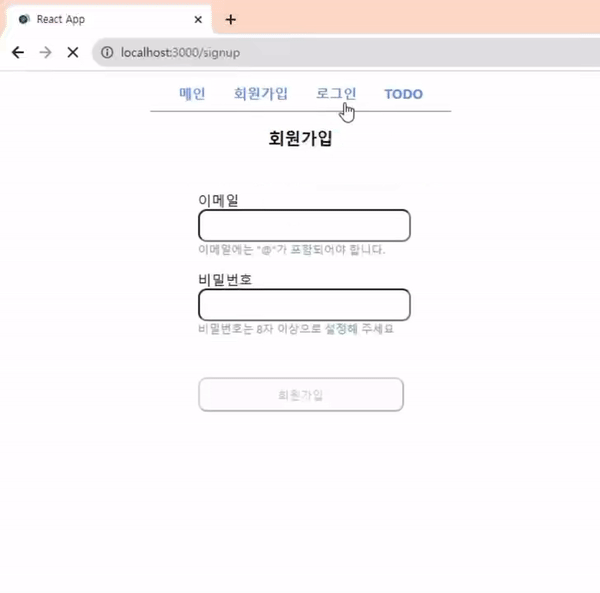 React App
localhost:3000/signup
메인 회원가입 로그인 TODO
회원가입
이메일
이메일에는 "@"가 포함되어야 합니다.
비밀번호
비밀번호는 8자 이상으로 설정해 주세요
회원가입